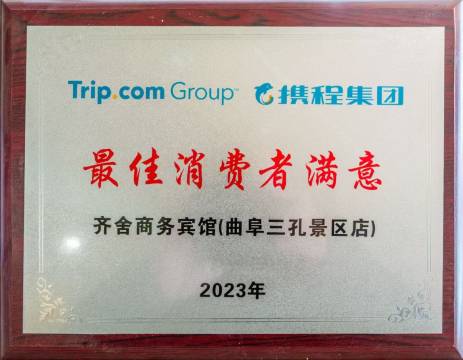 Trip.com Group™ 携程集团
最佳消费者满意
齐舍商务宾馆(曲阜三孔景区店)
2023年